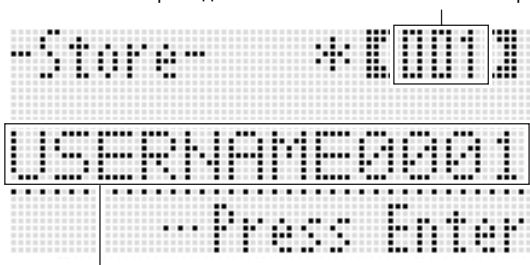 -Store- *【001】
USERNAME0001
…Press Enter